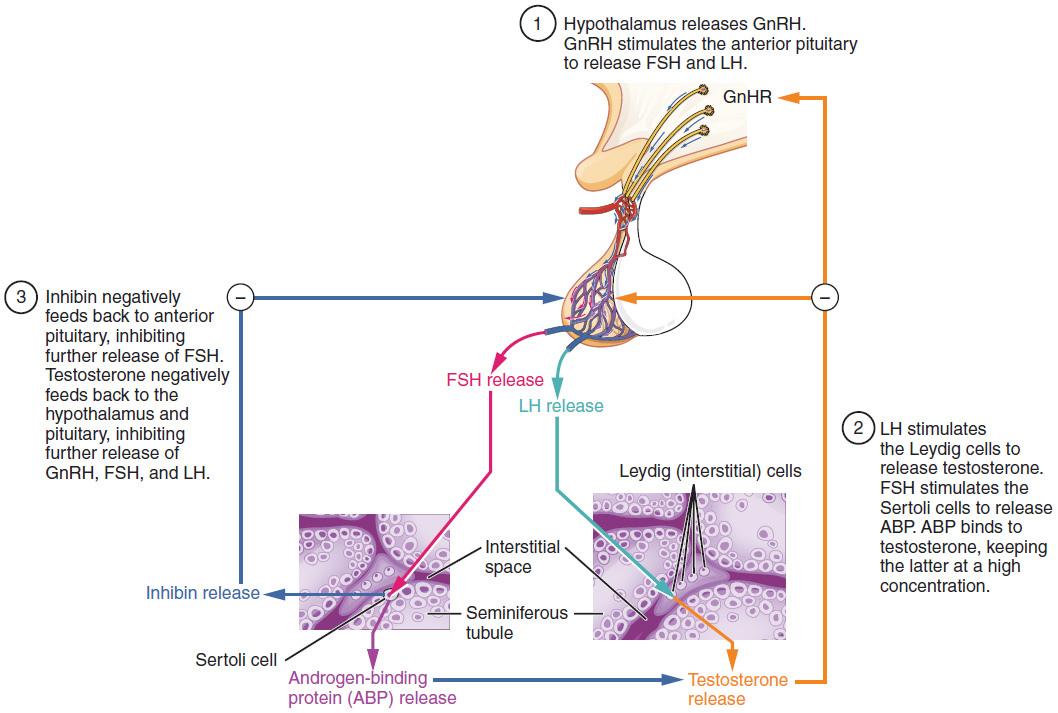 1
Hypothalamus releases GnRH.
GnRH stimulates the anterior pituitary
to release FSH and LH.
GnHR
3
Inhibin negatively
feeds back to anterior
pituitary, inhibiting
further release of FSH.
Testosterone negatively
feeds back to the
hypothalamus and
pituitary, inhibiting
further release of
GnRH, FSH, and LH.
–
–
FSH release
LH release
2
LH stimulates
the Leydig cells to
release testosterone.
FSH stimulates the
Sertoli cells to release
ABP. ABP binds to
testosterone, keeping
the latter at a high
concentration.
Leydig (interstitial) cells
Interstitial
space
Inhibin release
Seminiferous
tubule
Sertoli cell
Androgen-binding
protein (ABP) release
Testosterone
release